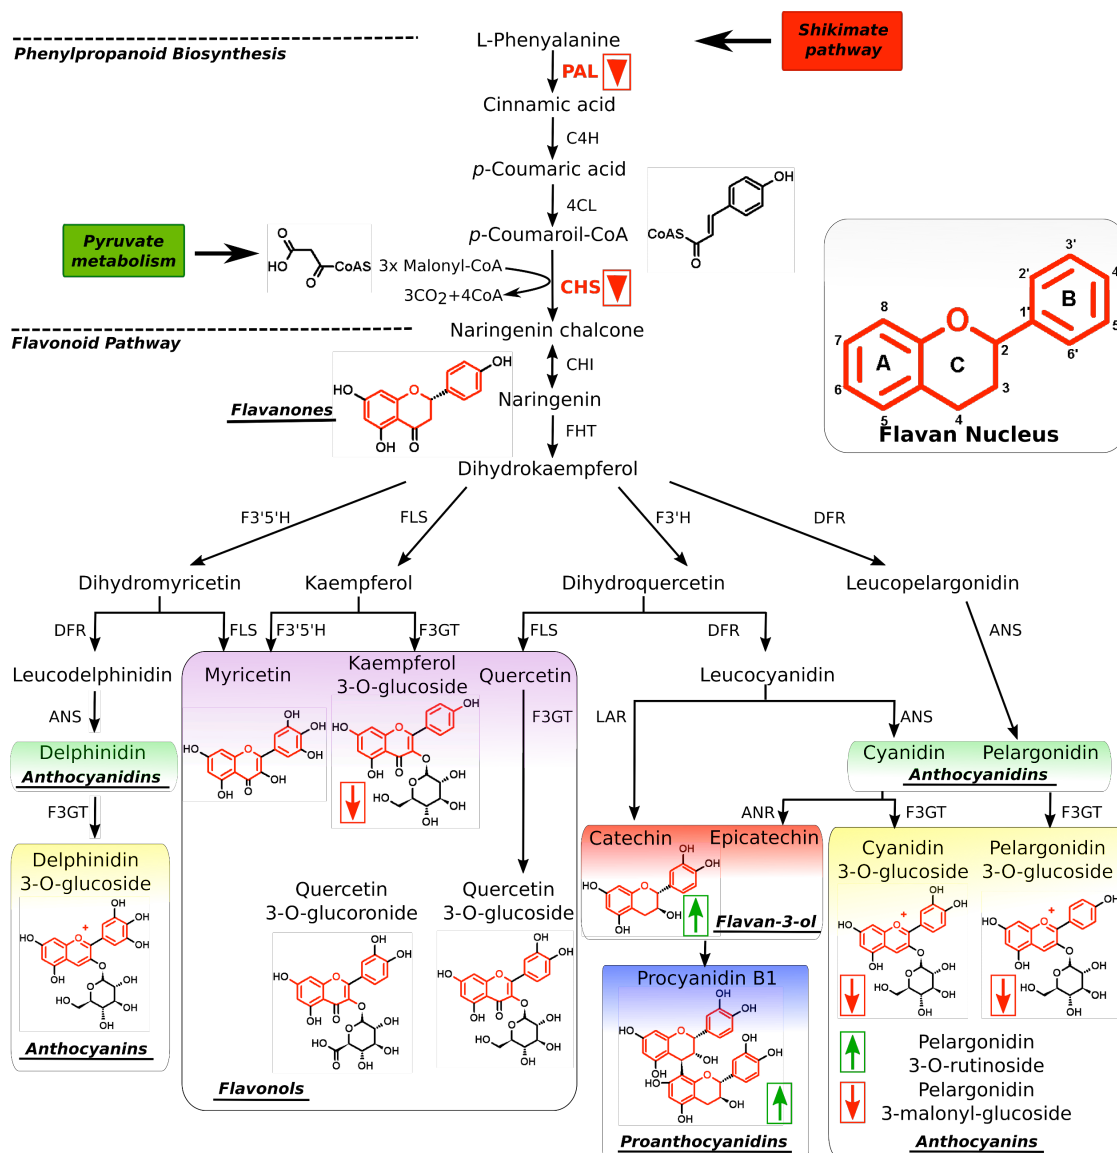 Shikimate
pathway
L-Phenyalanine
Phenylpropanoid Biosynthesis
PAL
Cinnamic acid
C4H
p-Coumaric acid
OH
4CL
CoAS
O
p-Coumaroil-CoA
Pyruvate
metabolism
O
OH
O
CoAS
3x Malonyl-CoA
3CO2+4CoA
CHS
Naringenin chalcone
Flavonoid Pathway
CHI
Flavanones
HO
O
OH
OH
O
Naringenin
FHT
Dihydrokaempferol
3'
2'
4'
B
1'
5'
6'
8
O
7
A
C
2
6
3
5
4
Flavan Nucleus
F3'5'H
FLS
F3'H
DFR
Dihydromyricetin
Kaempferol
Dihydroquercetin
Leucopelargonidin
DFR
FLS
F3'5'H
F3GT
FLS
DFR
ANS
Leucodelphinidin
Myricetin
Kaempferol
3-O-glucoside
Quercetin
Leucocyanidin
ANS
F3GT
LAR
ANS
Delphinidin
Anthocyanidins
Cyanidin
Pelargonidin
Anthocyanidins
F3GT
ANR
F3GT
F3GT
Delphinidin
3-O-glucoside
Catechin
Epicatechin
Flavan-3-ol
Cyanidin
3-O-glucoside
Pelargonidin
3-O-glucoside
Quercetin
3-O-glucoronide
Quercetin
3-O-glucoside
Procyanidin B1
Anthocyanins
Flavonols
Proanthocyanidins
Pelargonidin
3-O-rutinoside
Pelargonidin
3-malonyl-glucoside
Anthocyanins